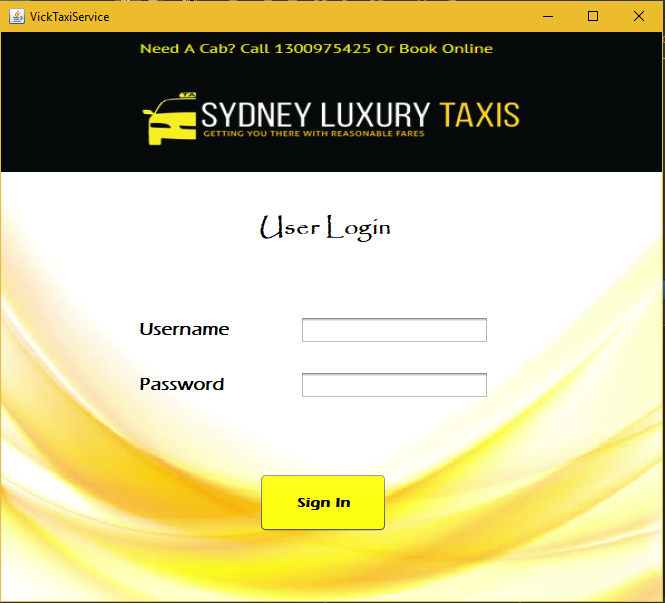 VickTaxiService
Need A Cab? Call 1300975425 Or Book Online
TA
SYDNEY LUXURY TAXIS
GETTING YOU THERE WITH REASONABLE FARES
User Login
Username
Password
Sign In